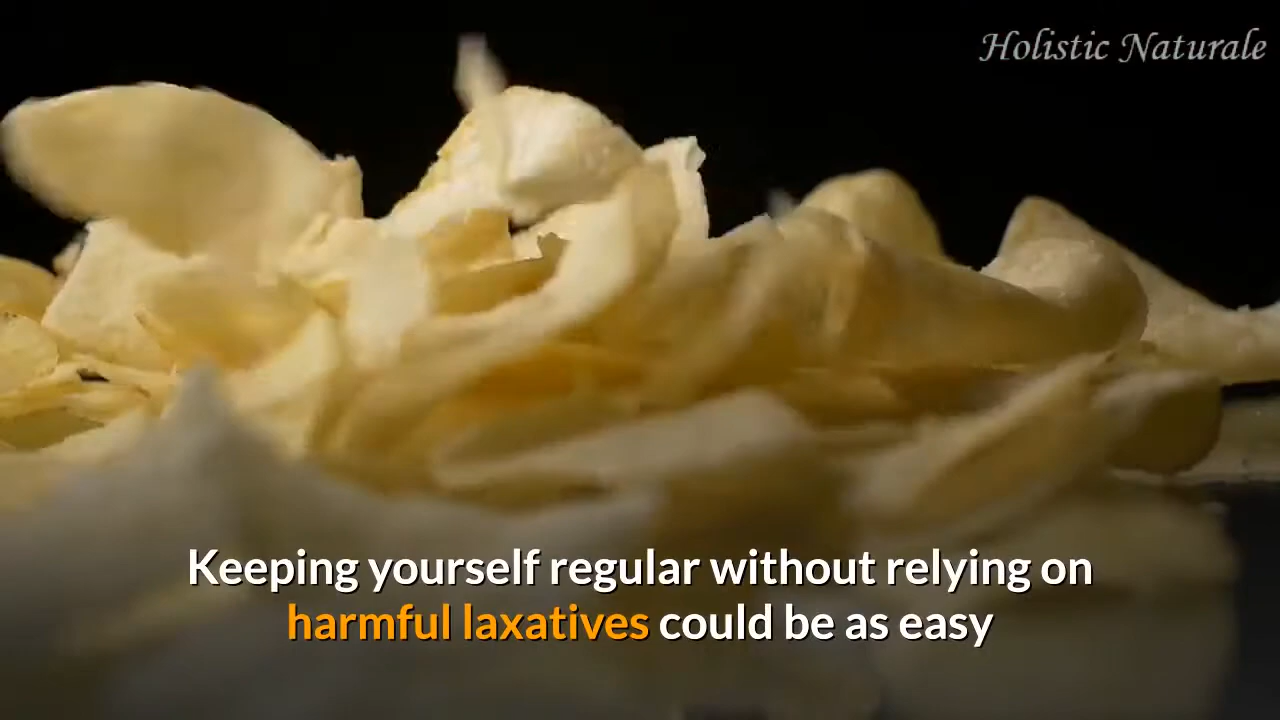 Holistic Naturale
Keeping yourself regular without relying on
harmful laxatives could be as easy